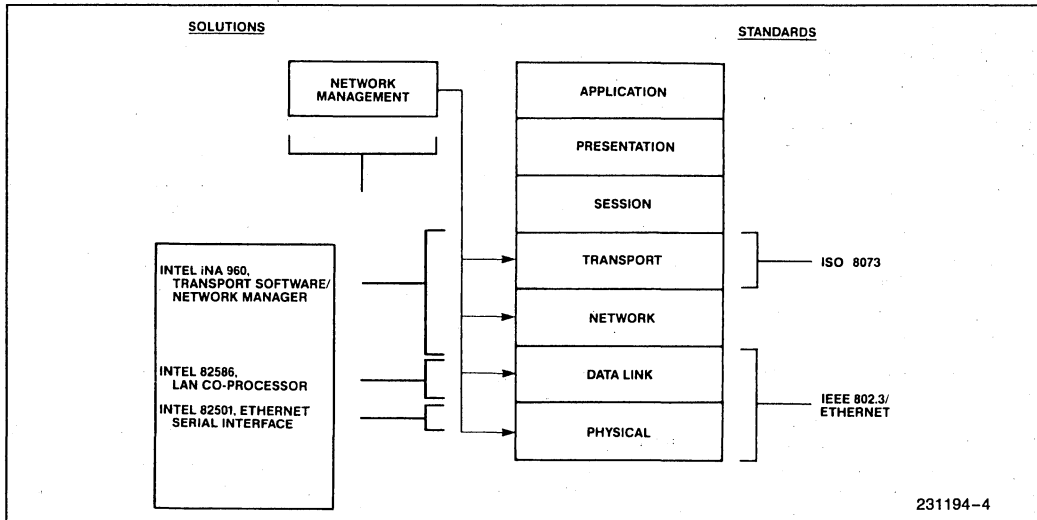 SOLUTIONS
STANDARDS
NETWORK
MANAGEMENT
APPLICATION
PRESENTATION
SESSION
TRANSPORT
NETWORK
DATA LINK
PHYSICAL
INTEL iNA 960,
TRANSPORT SOFTWARE/
NETWORK MANAGER
INTEL 82586,
LAN CO-PROCESSOR
INTEL 82501, ETHERNET
SERIAL INTERFACE
ISO 8073
IEEE 802.3/
ETHERNET
231194-4